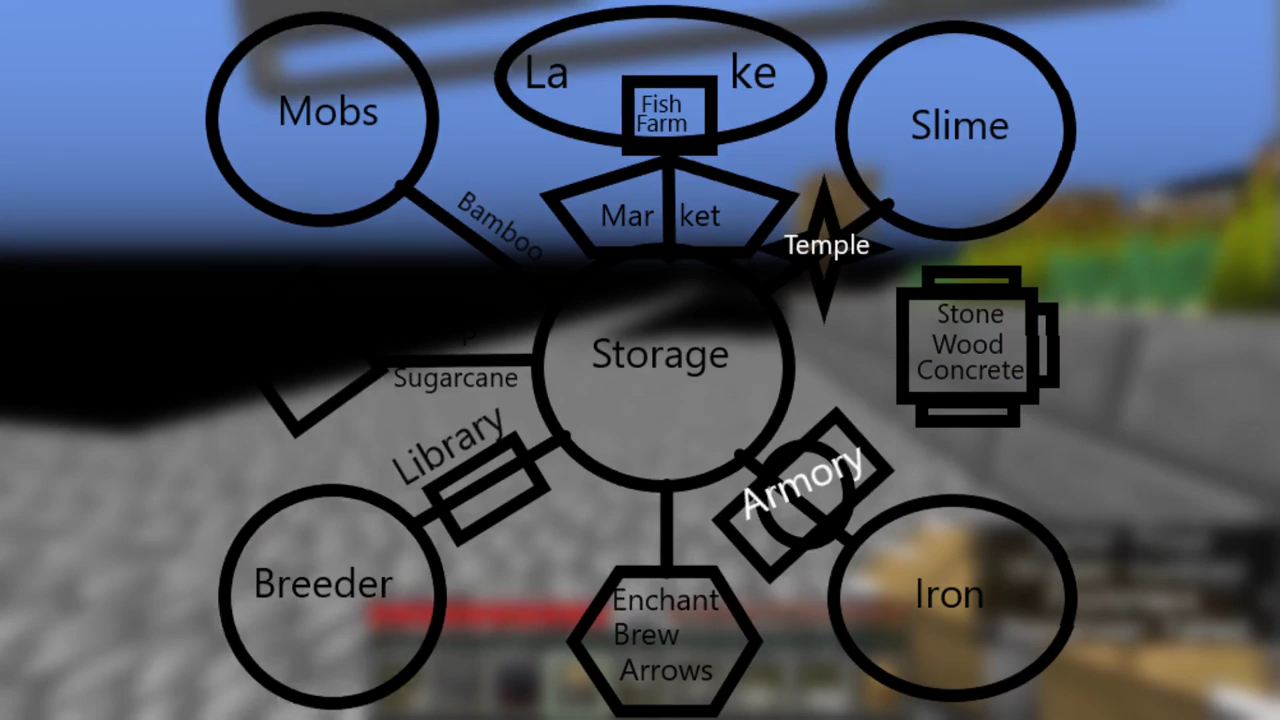 Mobs
La ke
Fish
Farm
Slime
Bamboo
Mar ket
Temple
Stone
Wood
Concrete
Storage
Sugarcane
Library
Armory
Breeder
Enchant
Brew
Arrows
Iron